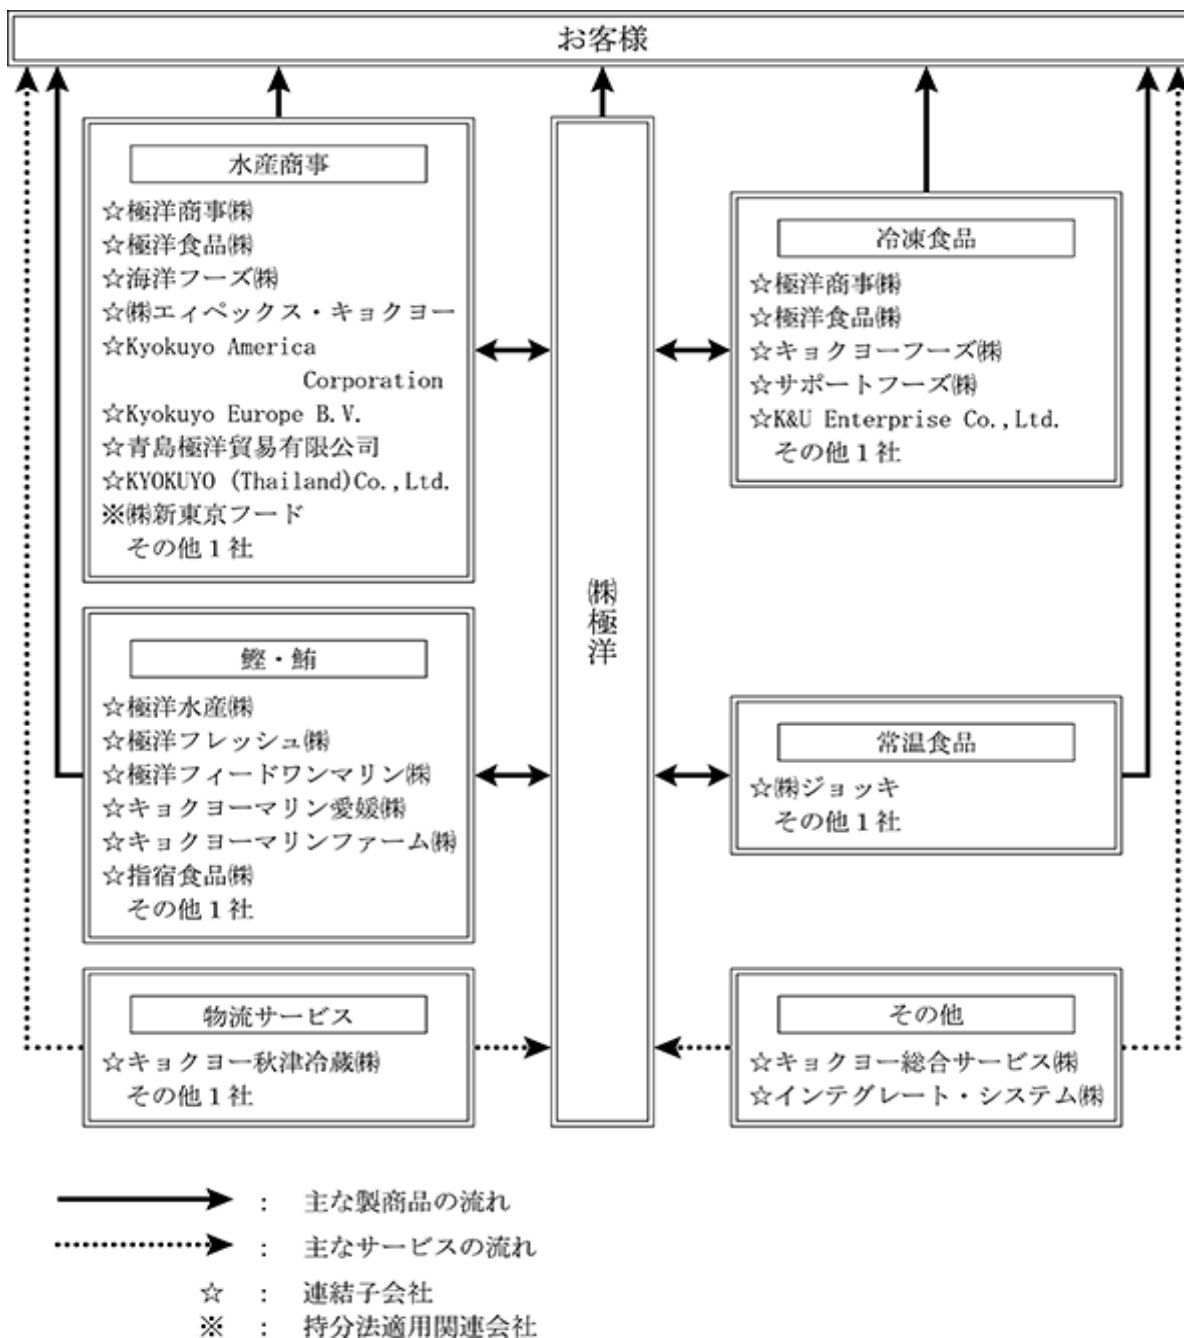 お客様
水産商事
☆極洋商事㈱
☆極洋食品㈱
☆海洋フーズ㈱
☆㈱エィペックス・キョクヨー
☆Kyokuyo America
Corporation
☆Kyokuyo Europe B.V.
☆青島極洋貿易有限公司
☆KYOKUYO (Thailand)Co.,Ltd.
※㈱新東京フード
その他１社
鰹・鮪
☆極洋水産㈱
☆極洋フレッシュ㈱
☆極洋フィードワンマリン㈱
☆キョクヨーマリン愛媛㈱
☆キョクヨーマリンファーム㈱
☆指宿食品㈱
その他１社
物流サービス
☆キョクヨー秋津冷蔵㈱
その他１社
㈱極洋
冷凍食品
☆極洋商事㈱
☆極洋食品㈱
☆キョクヨーフーズ㈱
☆サポートフーズ㈱
☆K&U Enterprise Co.,Ltd.
その他１社
常温食品
☆㈱ジョッキ
その他１社
その他
☆キョクヨー総合サービス㈱
☆インテグレート・システム㈱
： 主な製商品の流れ
： 主なサービスの流れ
☆ ： 連結子会社
※ ： 持分法適用関連会社